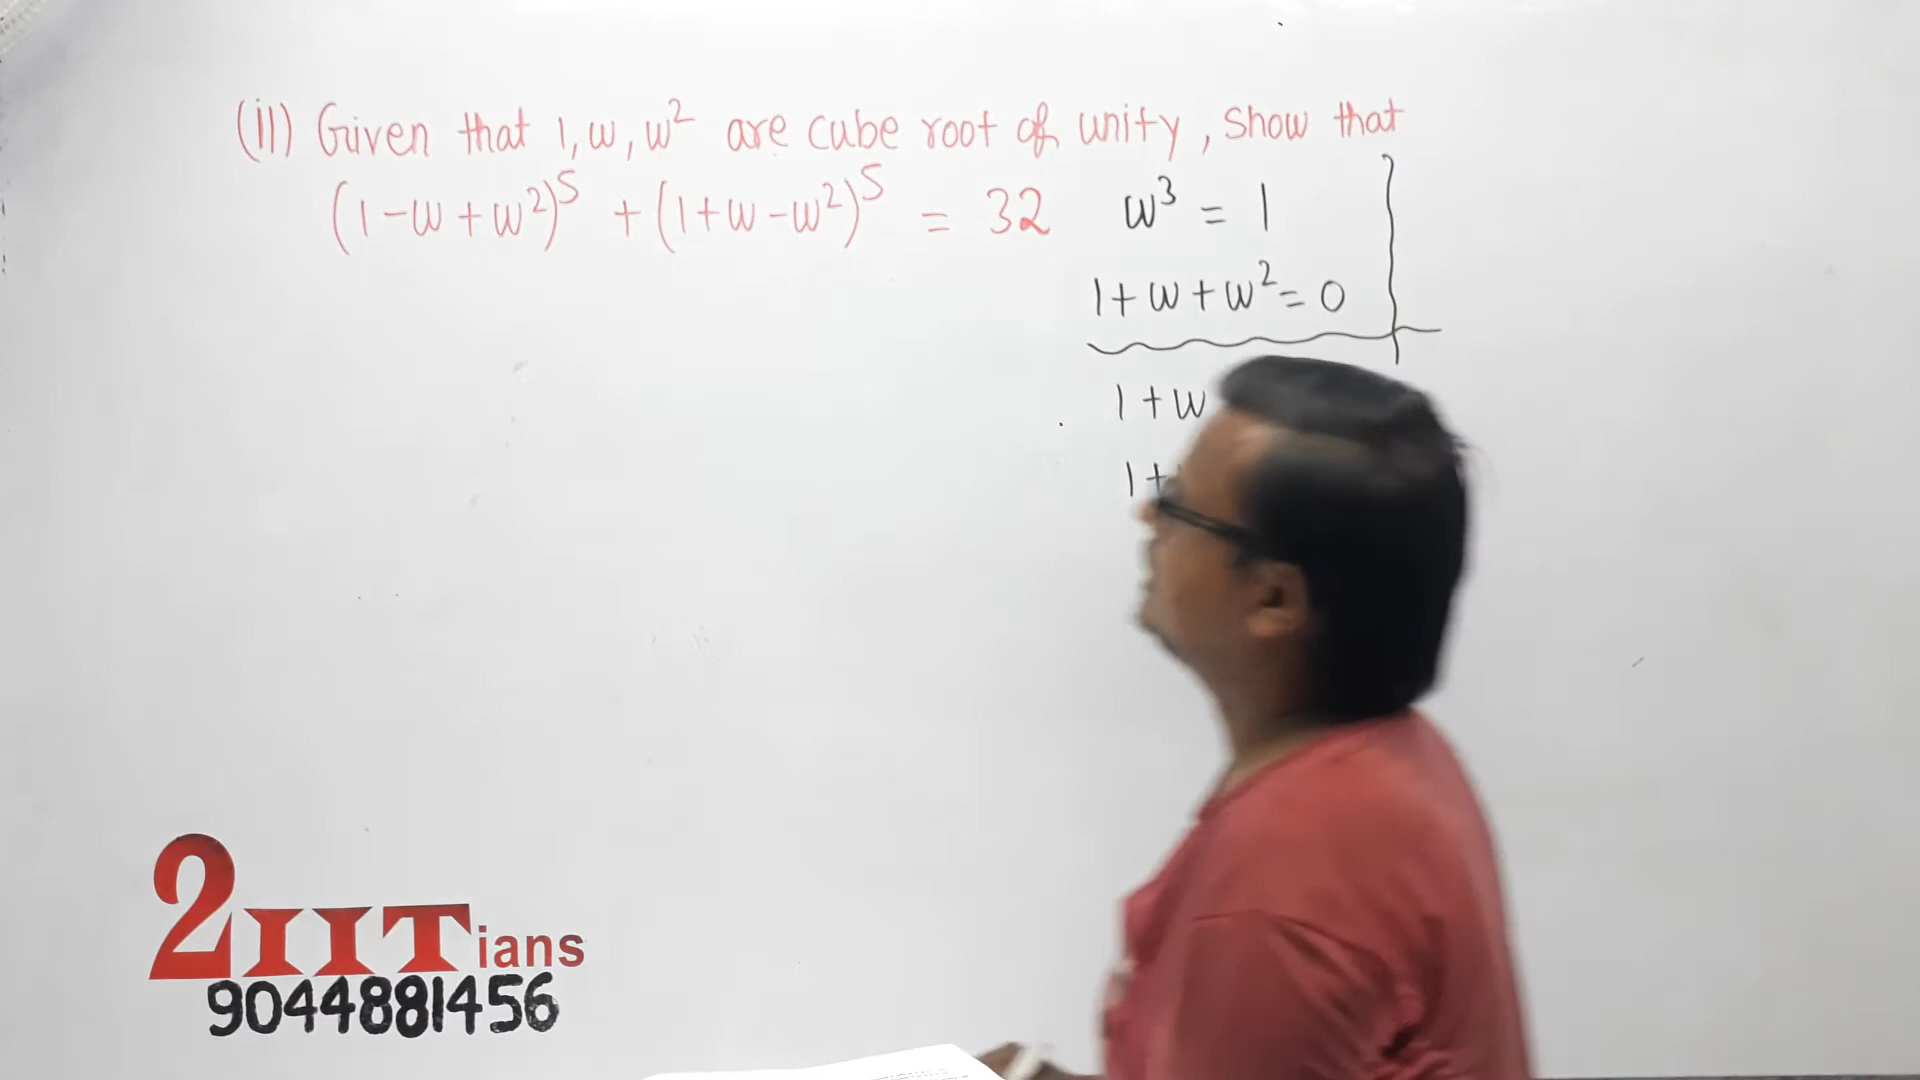 (ii) Given that 1, w, w² are cube root of unity, show that
(1-w+w²)⁵ + (1+w-w²)⁵ = 32
w³ = 1
1+w+w²=0
1+w
1+
2IITians
9044881456